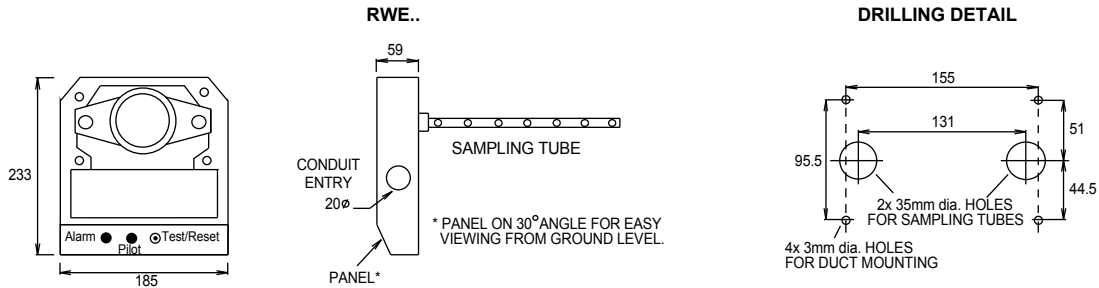 RWE..
DRILLING DETAIL
233
Alarm
Pilot
Test/Reset
185
59
SAMPLING TUBE
CONDUIT
ENTRY
20ø
* PANEL ON 30° ANGLE FOR EASY
VIEWING FROM GROUND LEVEL.
PANEL*
155
131
51
95.5
44.5
2x 35mm dia. HOLES
FOR SAMPLING TUBES
4x 3mm dia. HOLES
FOR DUCT MOUNTING